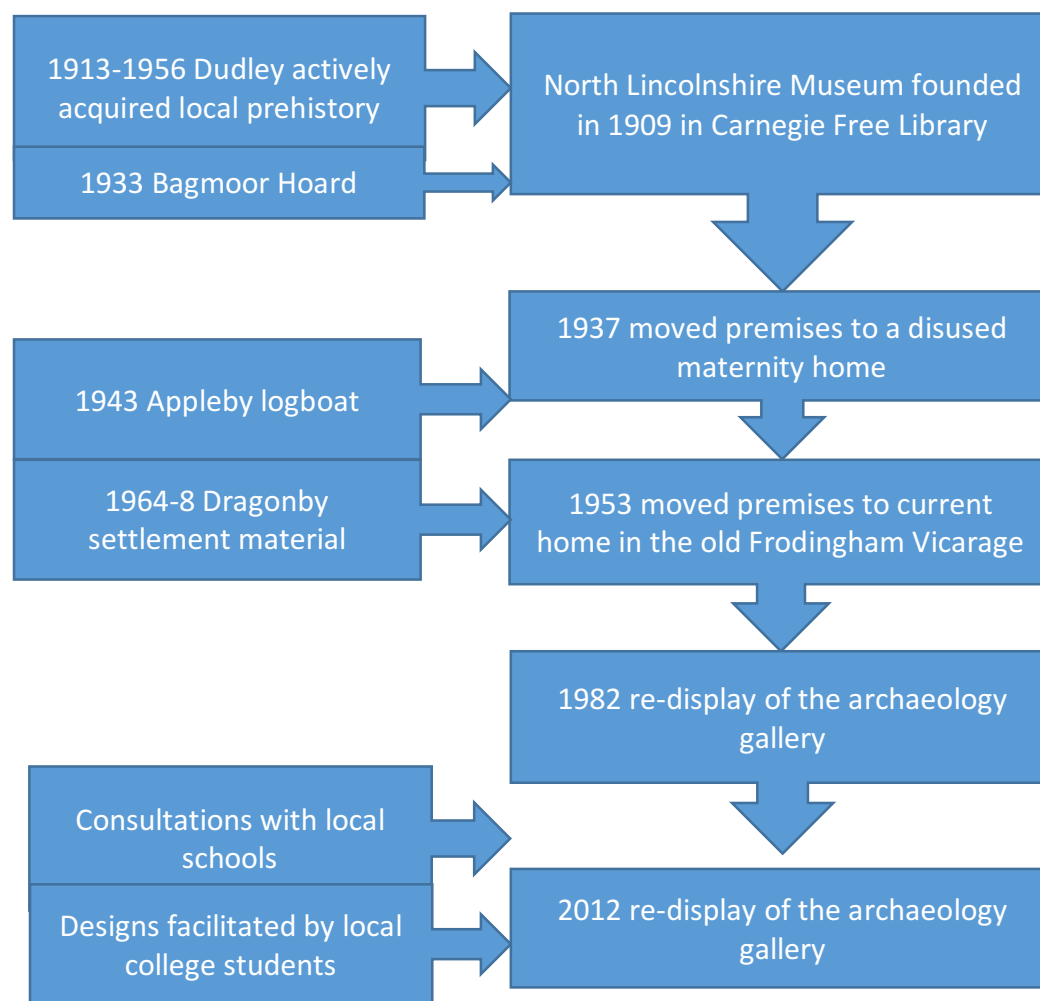 1913-1956 Dudley actively
acquired local prehistory
1933 Bagmoor Hoard
North Lincolnshire Museum founded
in 1909 in Carnegie Free Library
1937 moved premises to a disused
maternity home
1943 Appleby logboat
1964-8 Dragonby
settlement material
1953 moved premises to current
home in the old Frodingham Vicarage
1982 re-display of the archaeology
gallery
Consultations with local
schools
Designs facilitated by local
college students
2012 re-display of the archaeology
gallery